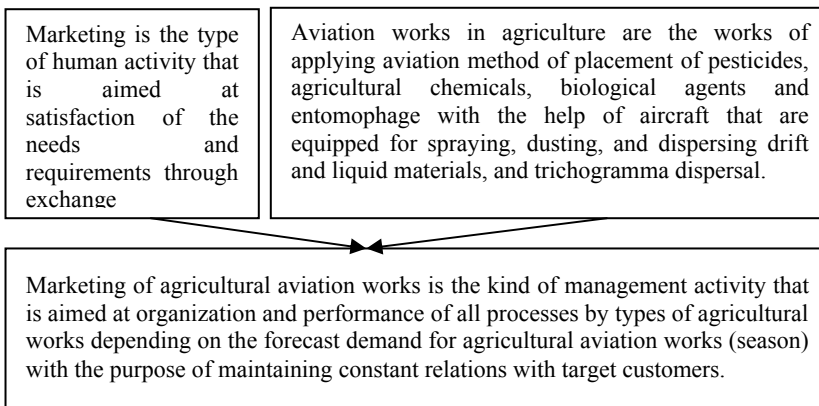 Marketing is the type
of human activity that
is aimed at
satisfaction of the
needs and
requirements through
exchange
Aviation works in agriculture are the works of
applying aviation method of placement of pesticides,
agricultural chemicals, biological agents and
entomophage with the help of aircraft that are
equipped for spraying, dusting, and dispersing drift
and liquid materials, and trichogramma dispersal.
Marketing of agricultural aviation works is the kind of management activity that
is aimed at organization and performance of all processes by types of agricultural
works depending on the forecast demand for agricultural aviation works (season)
with the purpose of maintaining constant relations with target customers.